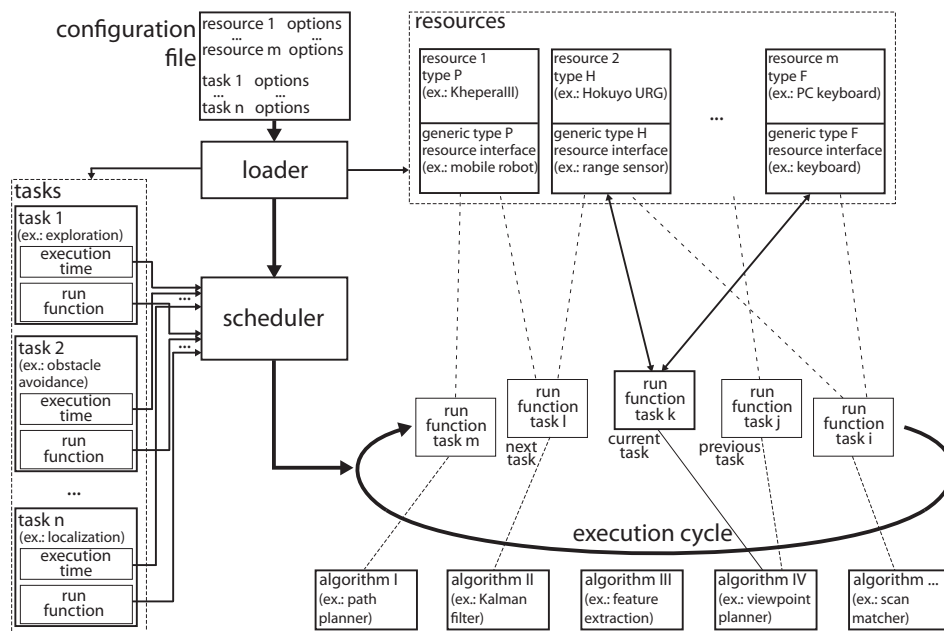 configuration
file
resource 1 options
...
resource m options
task 1 options
...
task n options
resources
resource 1
type P
(ex.: KheperaIII)
generic type P
resource interface
(ex.: mobile robot)
resource 2
type H
(ex.: Hokuyo URG)
generic type H
resource interface
(ex.: range sensor)
...
resource m
type F
(ex.: PC keyboard)
generic type F
resource interface
(ex.: keyboard)
loader
tasks
task 1
(ex.: exploration)
execution
time
run
function
task 2
(ex.: obstacle
avoidance)
execution
time
run
function
...
task n
(ex.: localization)
execution
time
run
function
...
...
scheduler
run
function
task m
run
function
task l
next
task
run
function
task k
current
task
run
function
task j
previous
task
run
function
task i
execution cycle
algorithm I
(ex.: path
planner)
algorithm II
(ex.: Kalman
filter)
algorithm III
(ex.: feature
extraction)
algorithm IV
(ex.: viewpoint
planner)
algorithm ...
(ex.: scan
matcher)